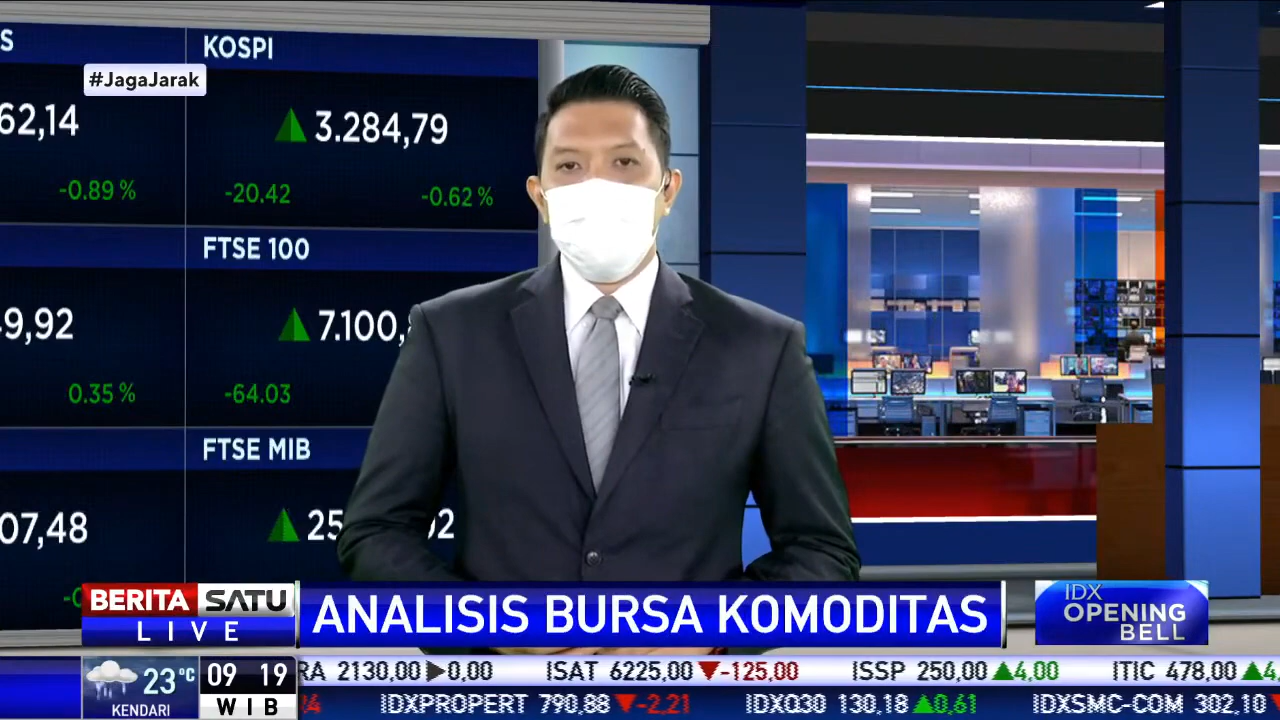 S
KOSPI
#JagaJarak
62,14
3.284,79
-0.89 %
-20.42
-0.62 %
FTSE 100
9,92
7.100,
0.35 %
-64.03
FTSE MIB
07,48
25
02
BERITA SATU
LIVE
ANALISIS BURSA KOMODITAS
IDX
OPENING
BELL
23°C
KENDARI
09 19
WIB
RA 2130,00 0,00 ISAT 6225,00 -125,00 ISSP 250,00 4,00 ITIC 478,00 4,
IDXPROPERT 790,88 -2,21 IDXQ30 130,18 0,61 IDXSMC-COM 302,10